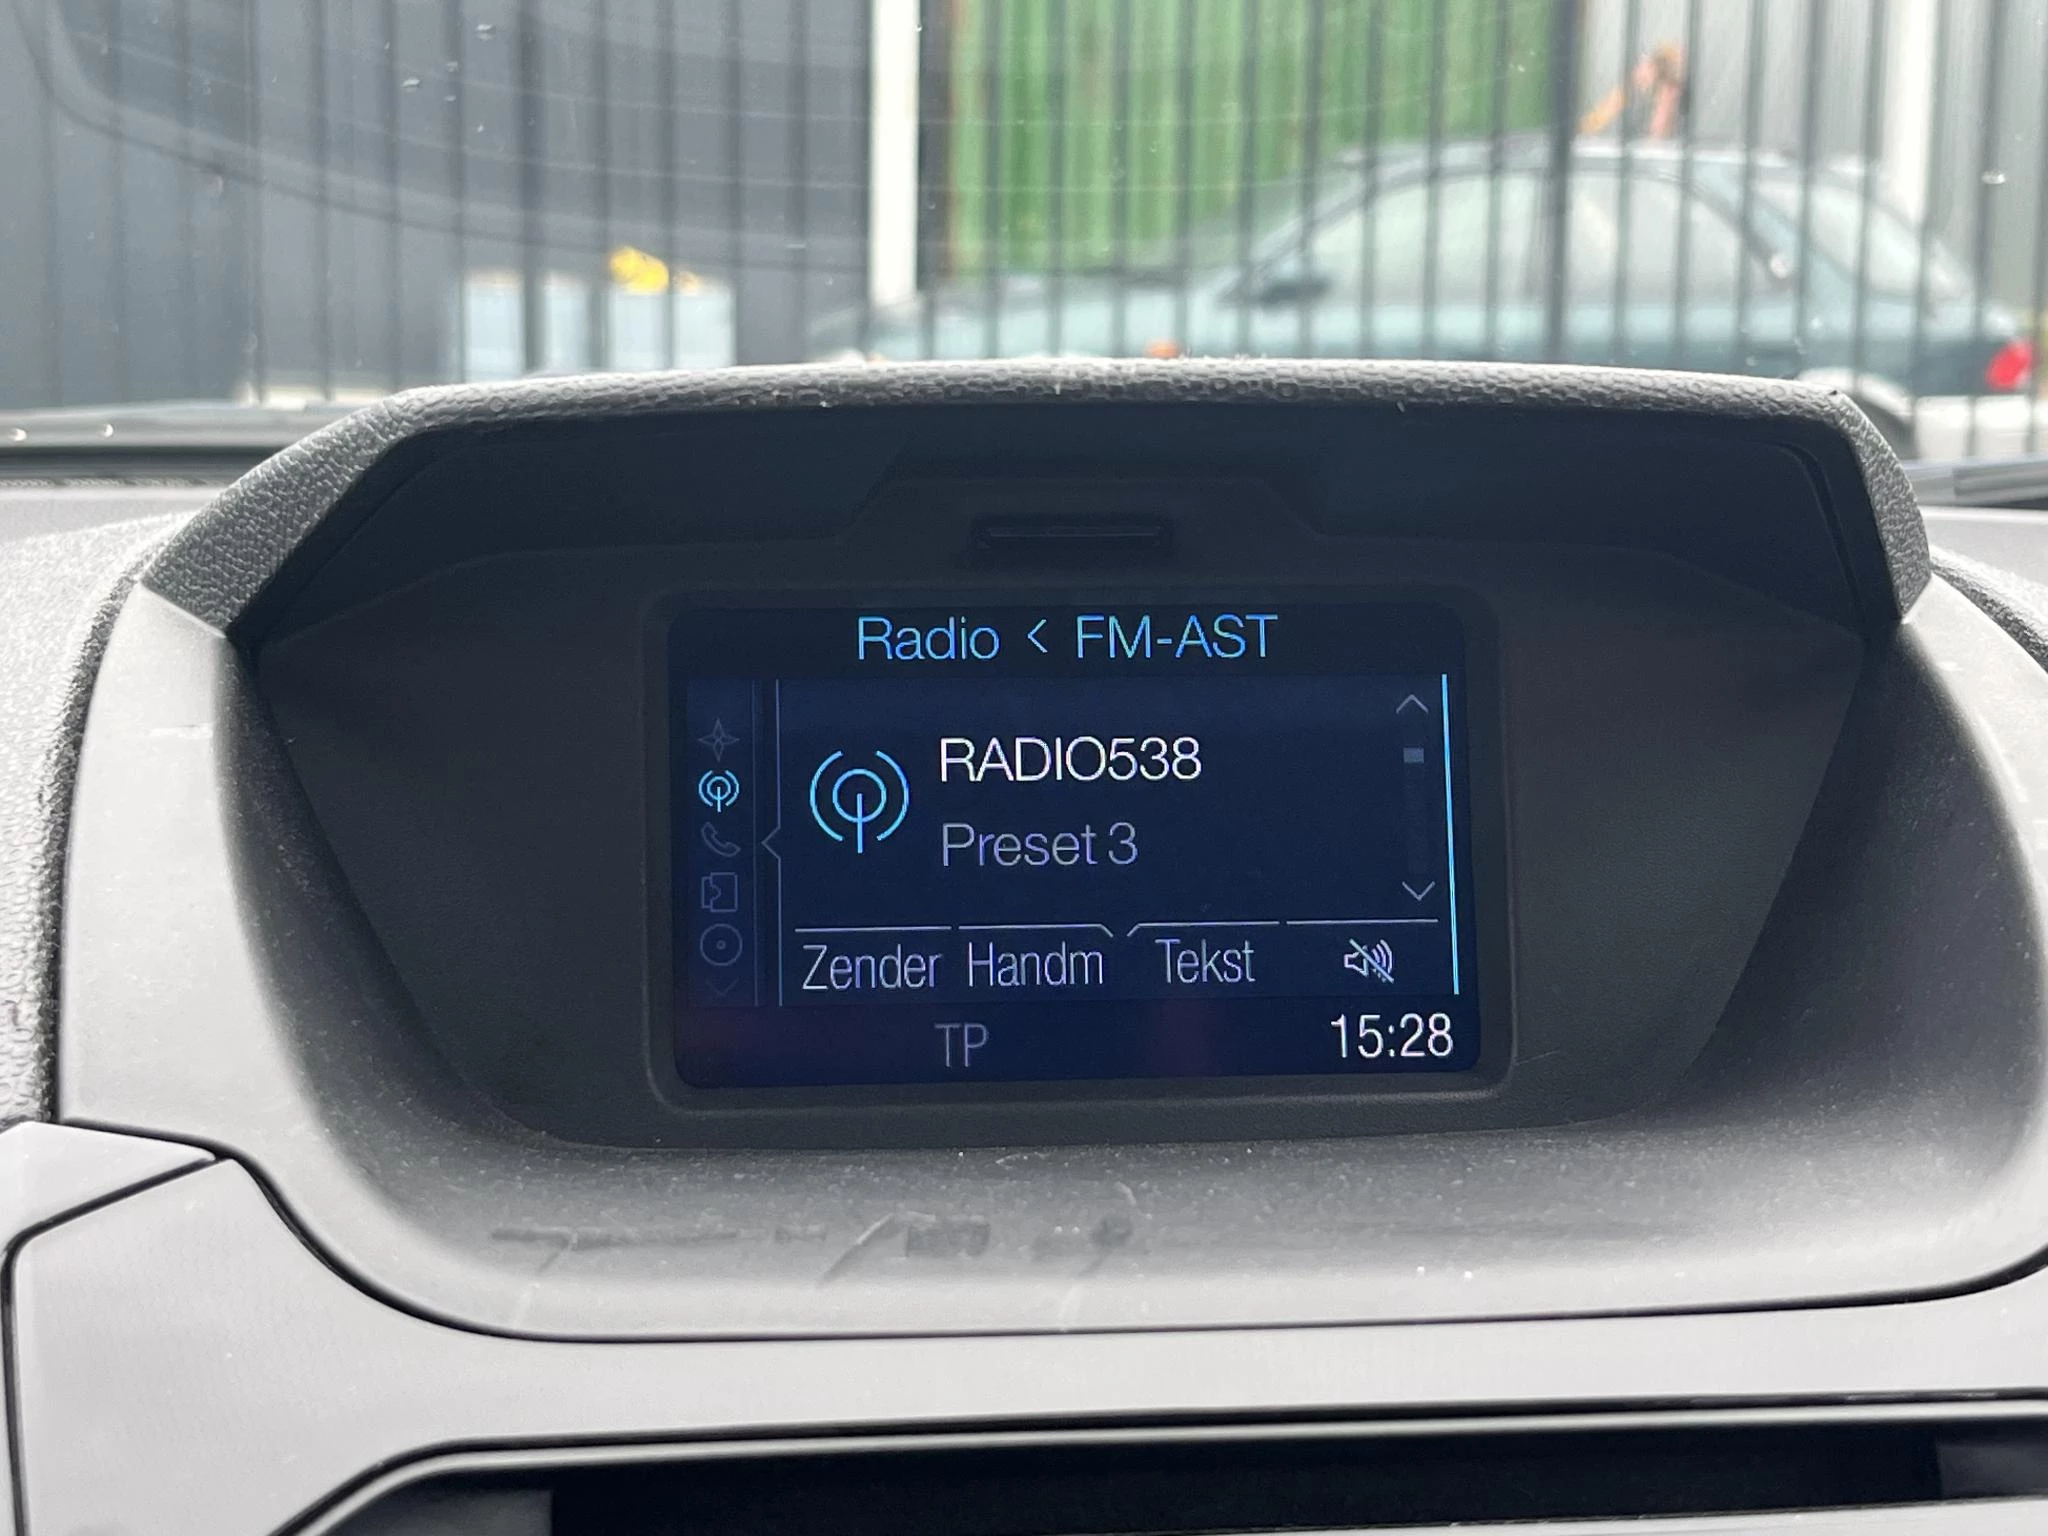 Radio < FM-AST
RADIO538
Preset 3
Zender Handm Tekst
TP 15:28